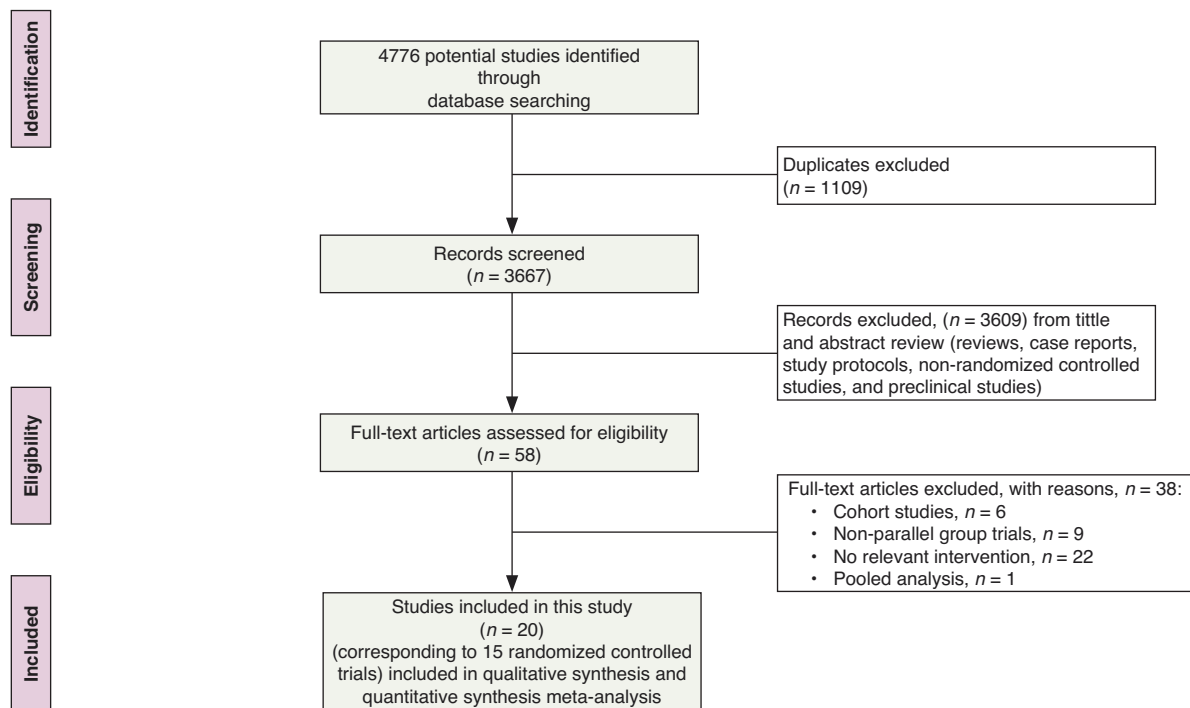 Identification
4776 potential studies identified
through
database searching
Duplicates excluded
(n = 1109)
Screening
Records screened
(n = 3667)
Records excluded, (n = 3609) from tittle
and abstract review (reviews, case reports,
study protocols, non-randomized controlled
studies, and preclinical studies)
Eligibility
Full-text articles assessed for eligibility
(n = 58)
Full-text articles excluded, with reasons, n = 38:
• Cohort studies, n = 6
• Non-parallel group trials, n = 9
• No relevant intervention, n = 22
• Pooled analysis, n = 1
Included
Studies included in this study
(n = 20)
(corresponding to 15 randomized controlled
trials) included in qualitative synthesis and
quantitative synthesis meta-analysis